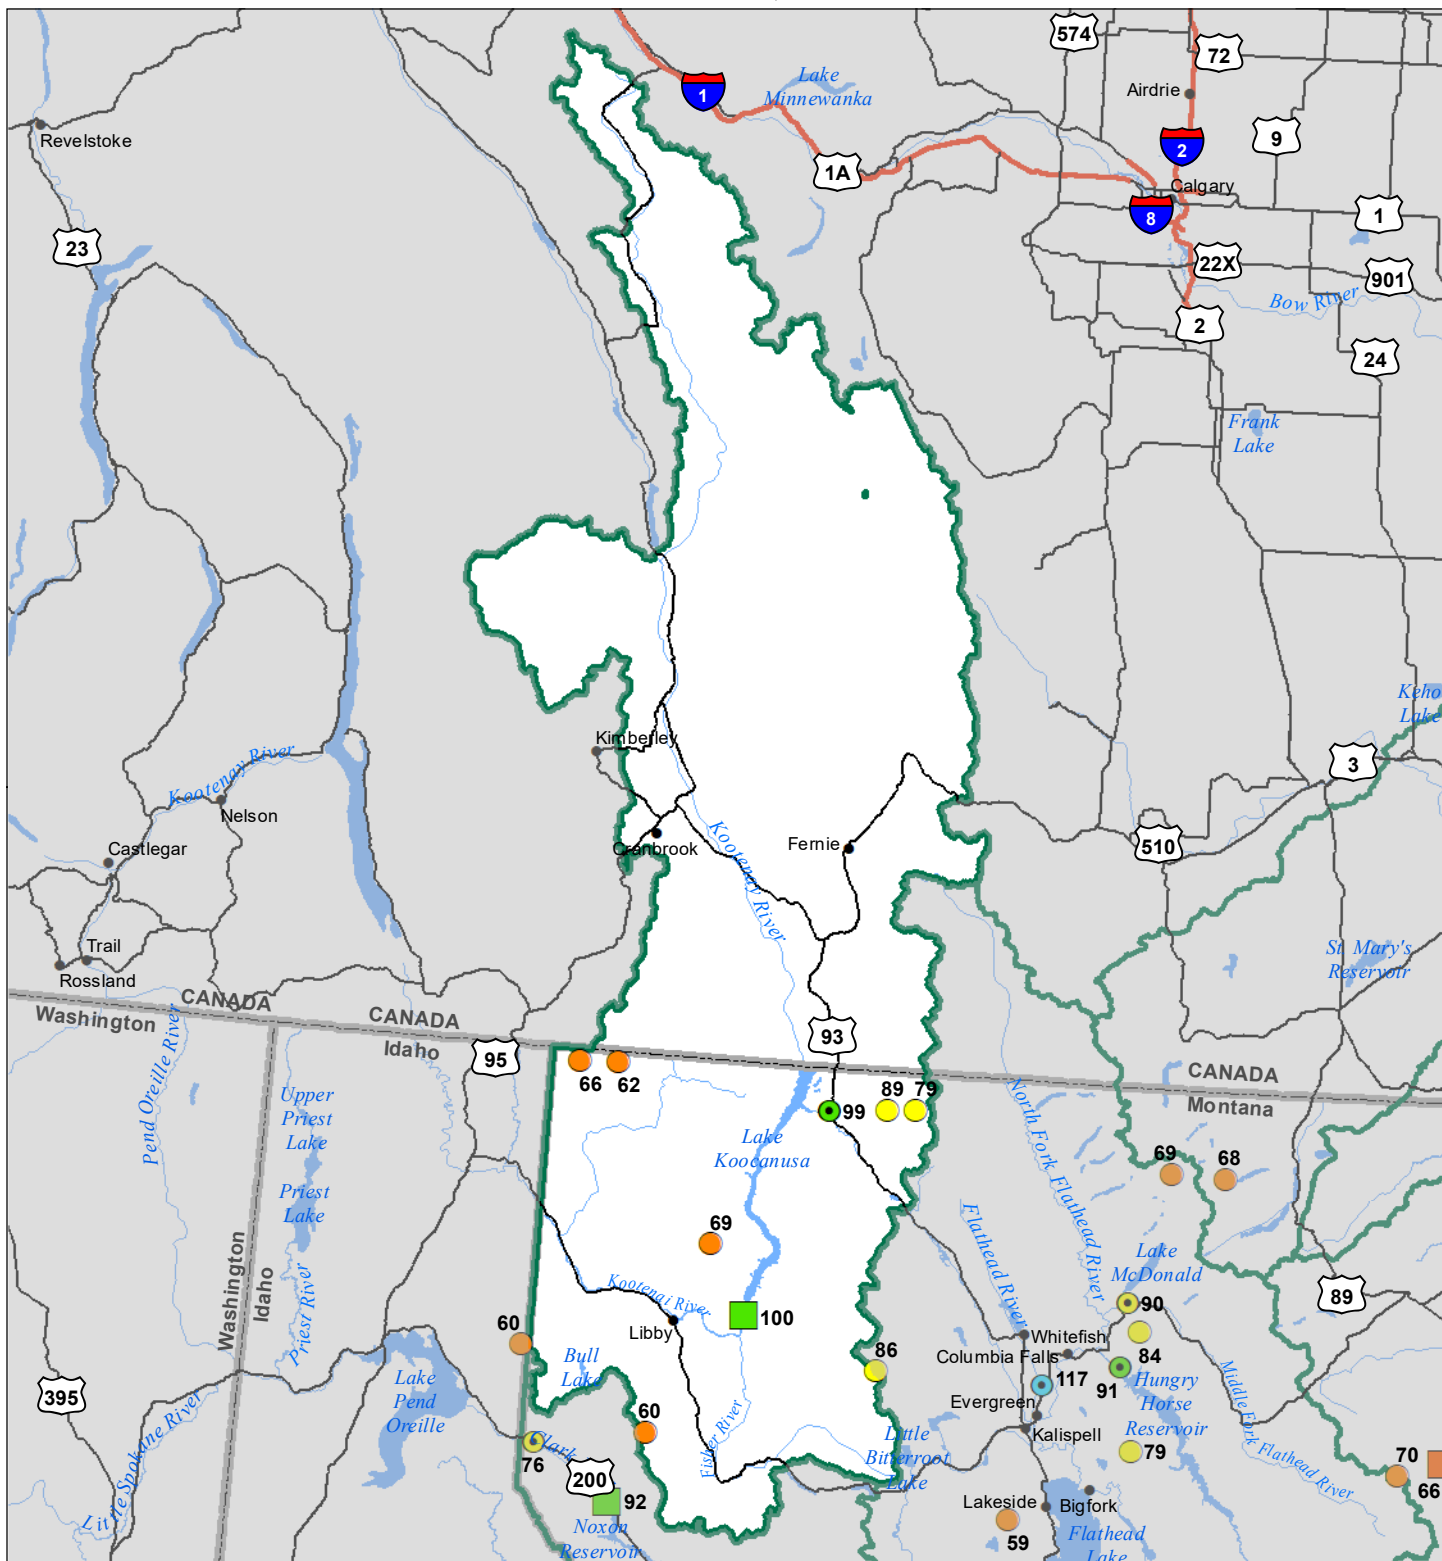 574
72
1
Lake
Minnewanka
Airdrie
Revelstoke
2
9
1A
Calgary
8
1
23
22X
901
Bow River
2
24
Frank
Lake
Keho
Lake
Kimberley
3
Kootenay River
Nelson
Castlegar
Cranbrook
Kootenay River
Fernie
510
Trail
Rossland
St. Mary's
Reservoir
CANADA
Washington
CANADA
Idaho
95
93
CANADA
Montana
66
62
89
79
99
Pend Oreille River
Upper
Priest
Lake
Lake
Koocanusa
North Fork Flathead River
69
68
Priest
Lake
Washington
Idaho
Priest River
69
Flathead River
Lake
McDonald
Kootenai River
100
Libby
90
89
60
Bull
Lake
86
Whitefish
Columbia Falls
84
117
91
Hungry
Horse
Reservoir
Middle Fork Flathead River
395
Lake
Pend
Oreille
Evergreen
Kalispell
60
Fisher River
Little
Bitterroot
Lake
79
Little Spokane River
Clark
76
200
92
70
66
Lakeside
Bigfork
59
Noxon
Reservoir
Flathead
Lake